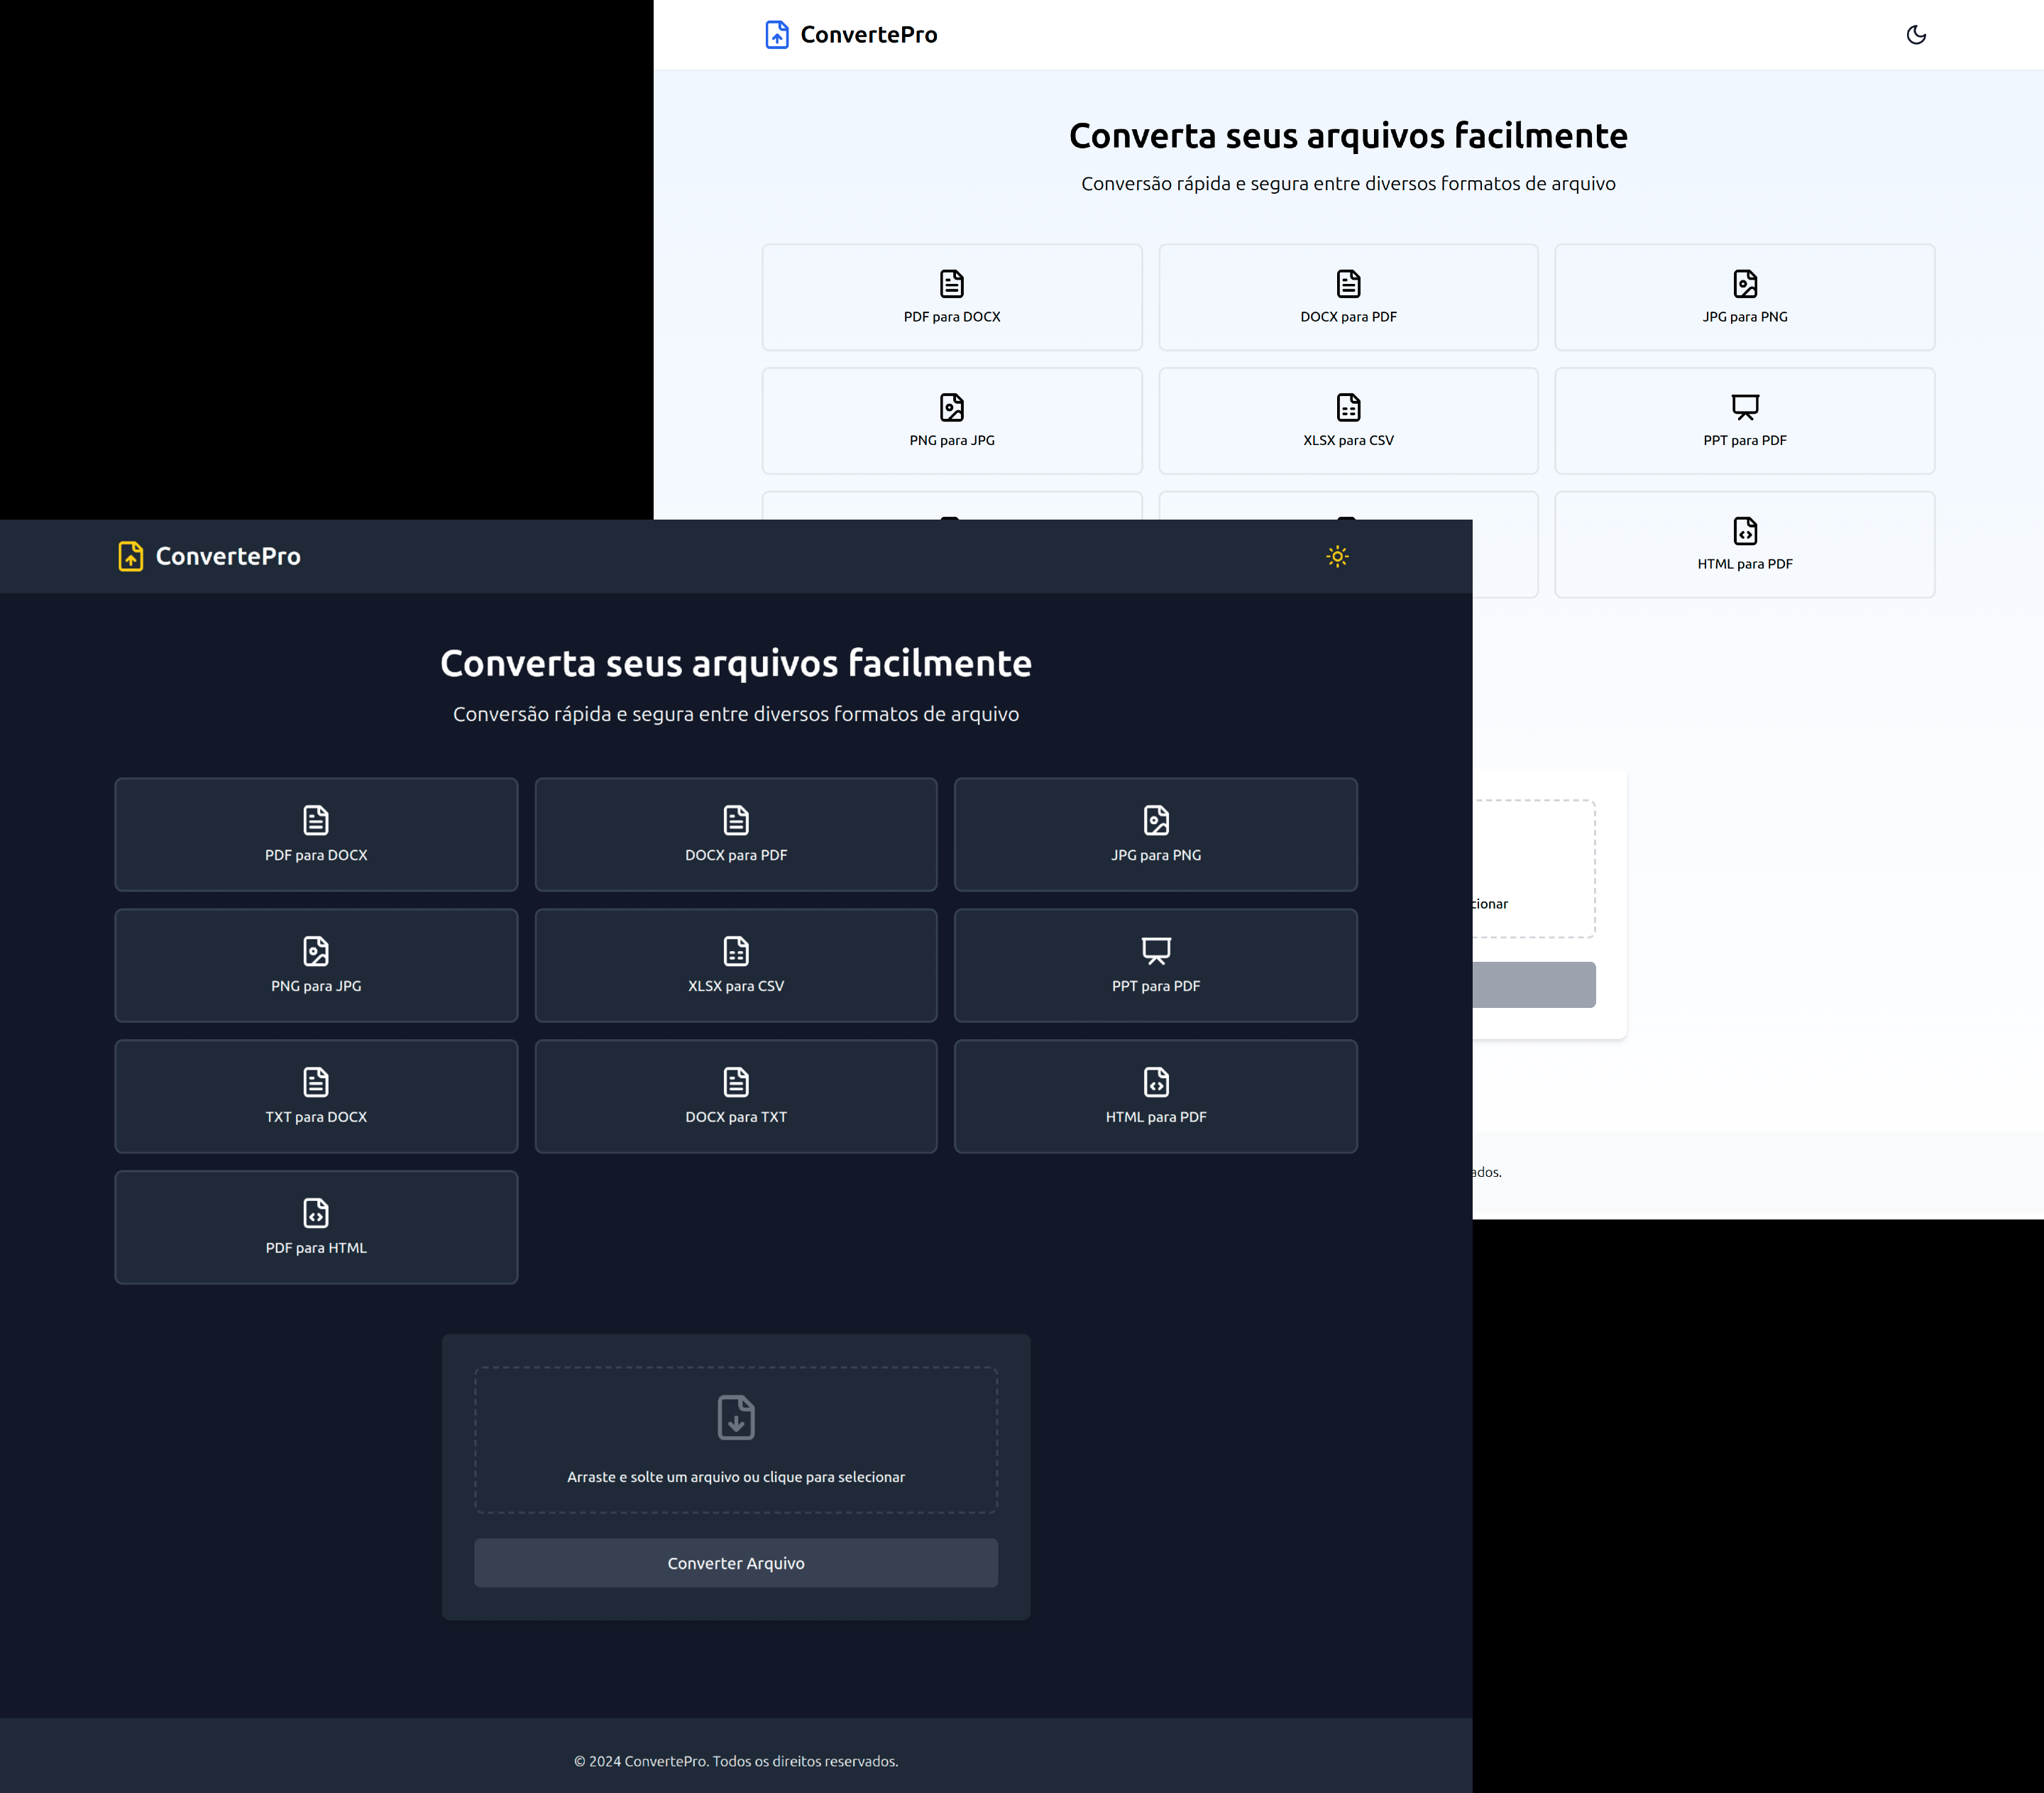 ConvertePro
Converta seus arquivos facilmente
Conversão rápida e segura entre diversos formatos de arquivo
PDF para DOCX
DOCX para PDF
JPG para PNG
PNG para JPG
XLSX para CSV
PPT para PDF
HTML para PDF
ConvertePro
Converta seus arquivos facilmente
Conversão rápida e segura entre diversos formatos de arquivo
PDF para DOCX
DOCX para PDF
JPG para PNG
PNG para JPG
XLSX para CSV
PPT para PDF
TXT para DOCX
DOCX para TXT
HTML para PDF
PDF para HTML
Arraste e solte um arquivo ou clique para selecionar
Converter Arquivo
© 2024 ConvertePro. Todos os direitos reservados.